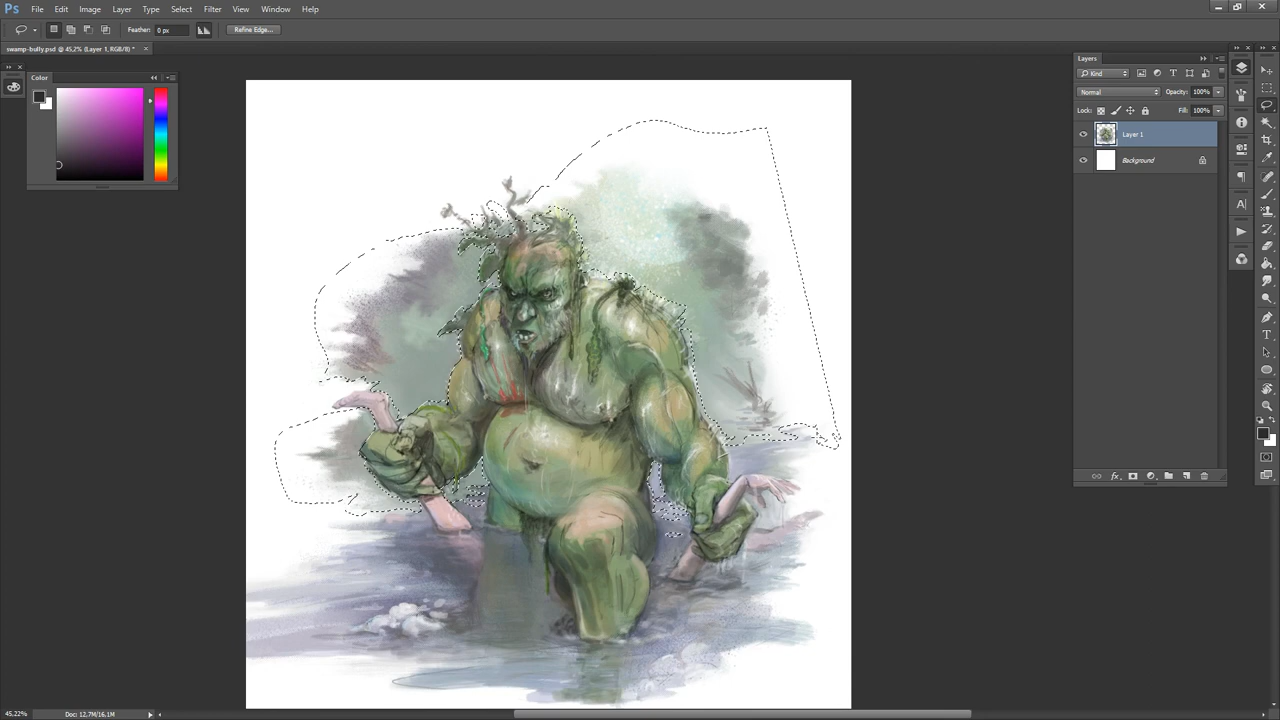 Ps File Edit Image Layer Type Select Filter View Window Help
Feather: 0 px Refine Edge...
swamp-bully.psd @ 45,2% (Layer 1, RGB/8) * ×
Color
Layers
Kind
Normal Opacity: 100%
Lock: Fill: 100%
Layer 1
Background
fx
45,22% Doc: 12,7M/16,1M